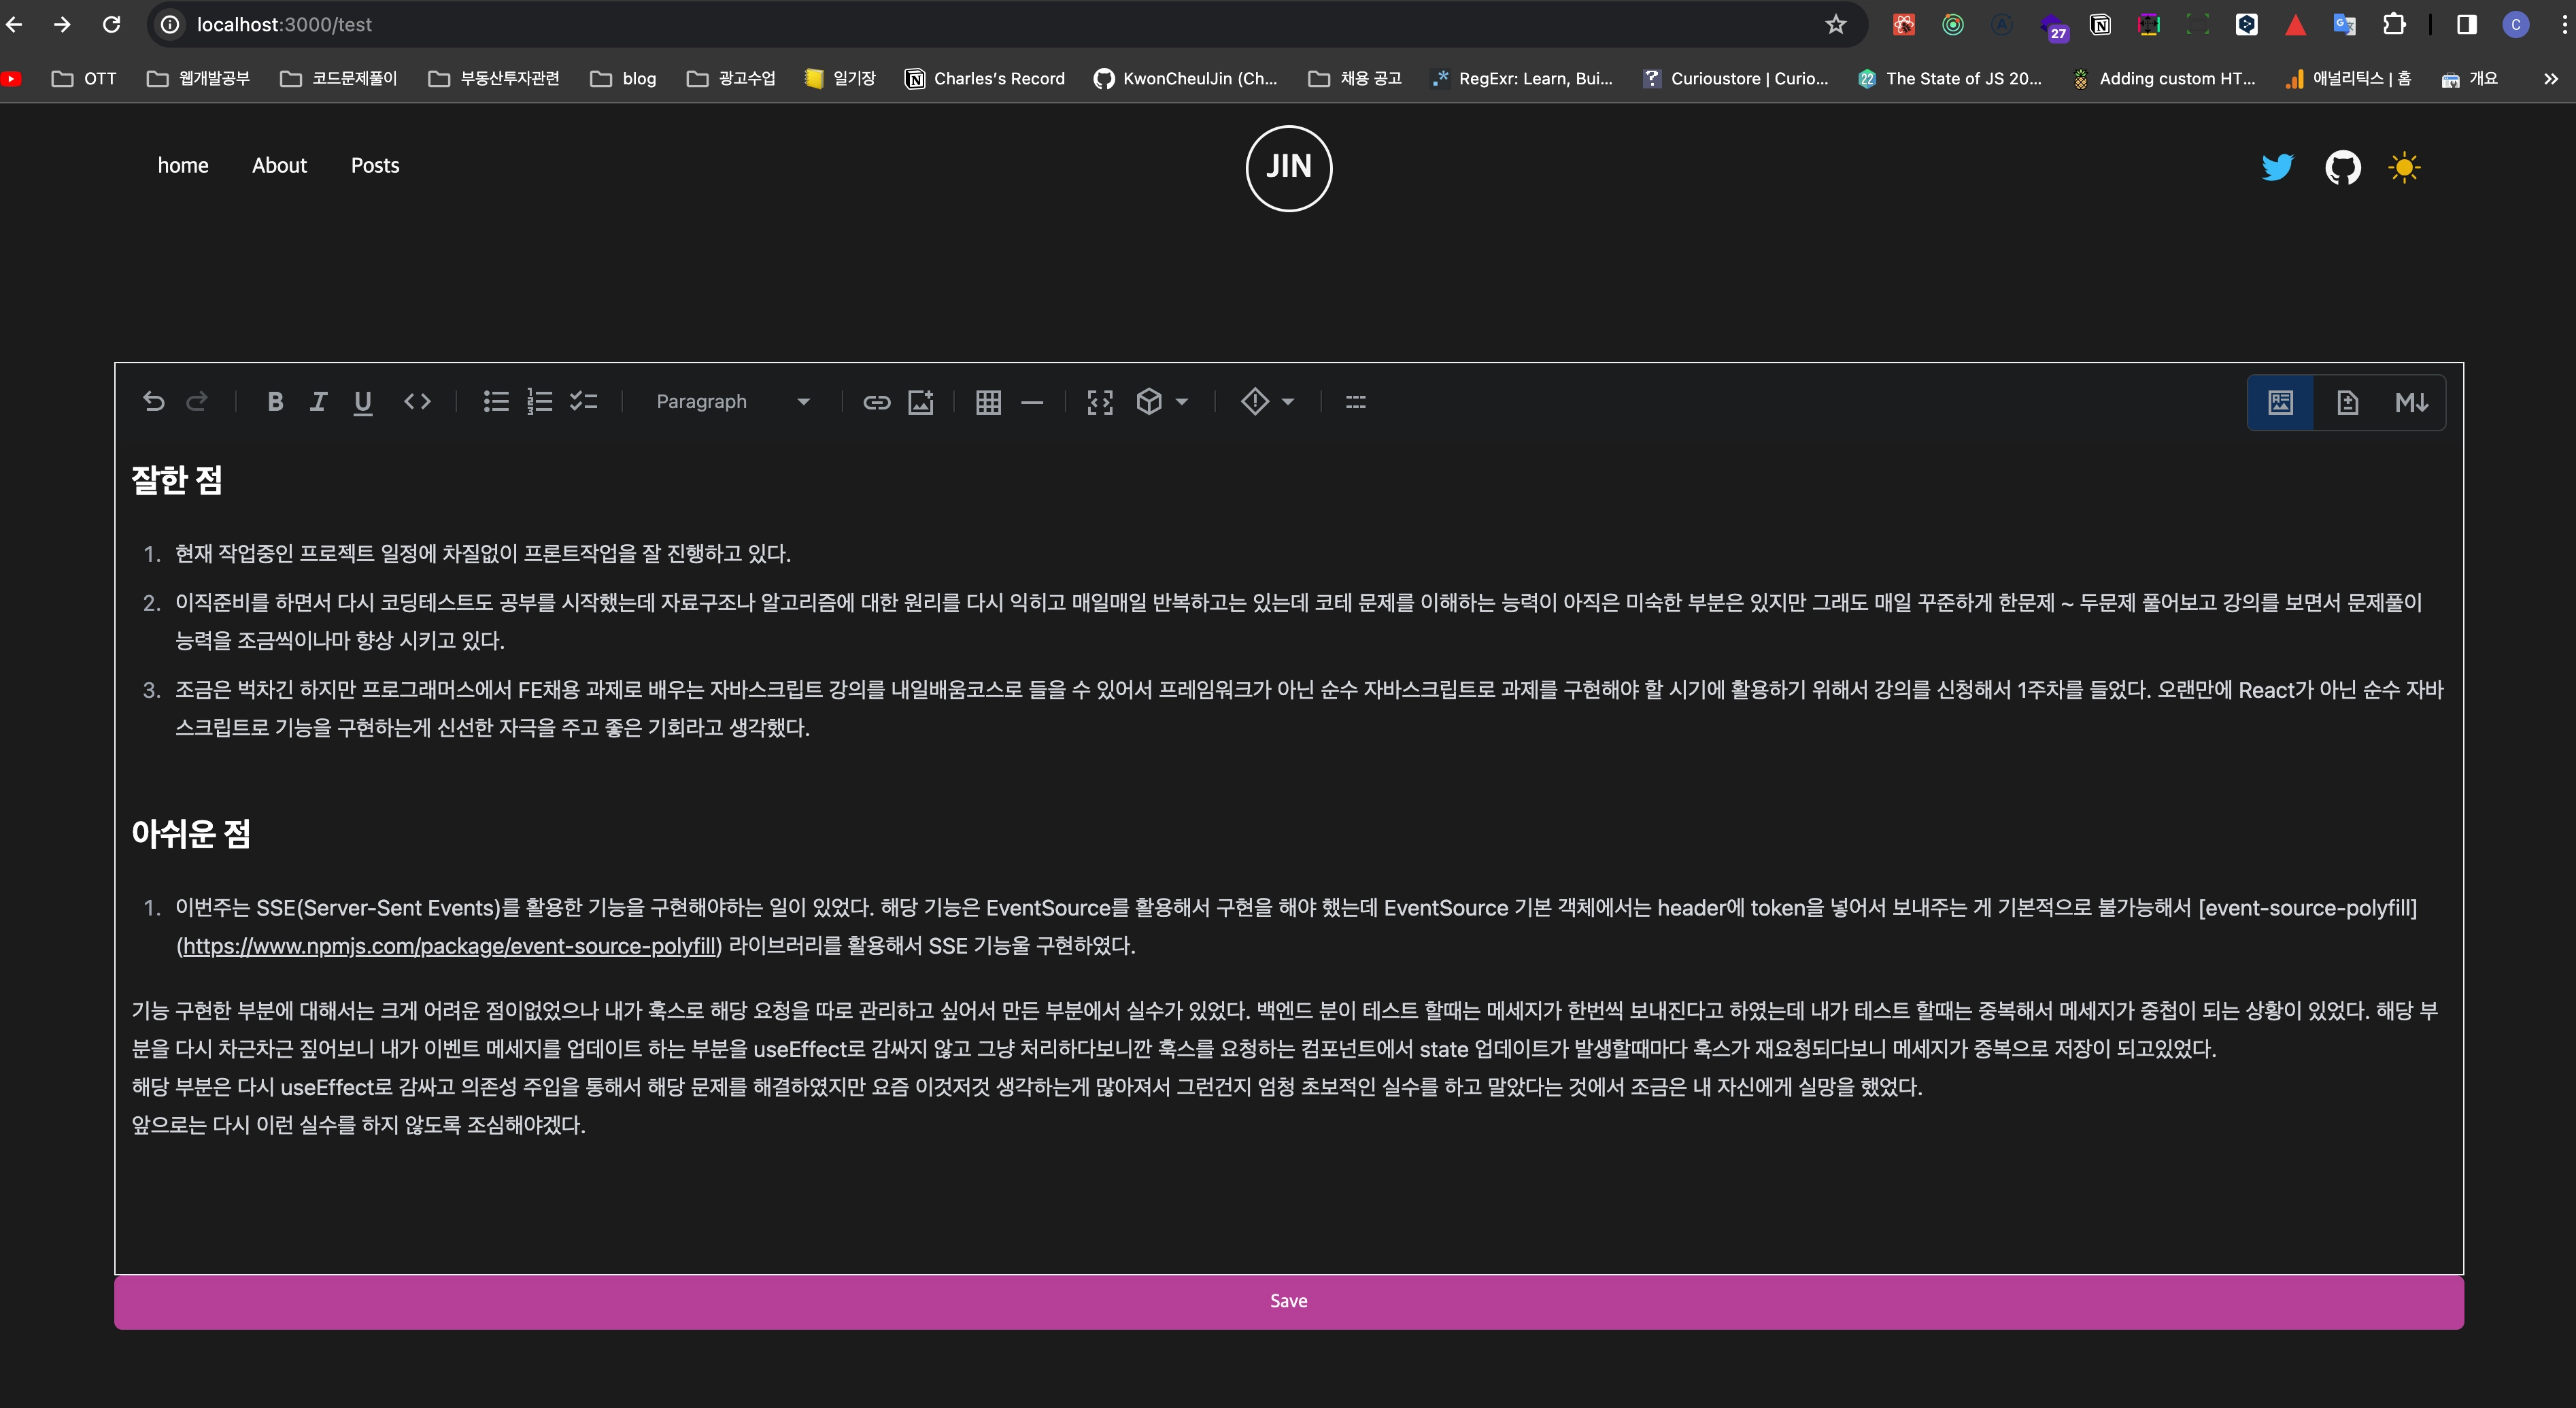 localhost:3000/test
27
C
OTT
웹개발공부
코드문제풀이
부동산투자관련
blog
광고수업
일기장
Charles's Record
KwonCheulJin (Ch...
채용 공고
RegExr: Learn, Bui...
Curioustore | Curio...
The State of JS 20...
Adding custom HT...
애널리틱스 | 홈
개요
home
About
Posts
JIN
Paragraph
잘한 점
1. 현재 작업중인 프로젝트 일정에 차질없이 프론트작업을 잘 진행하고 있다.
2. 이직준비를 하면서 다시 코딩테스트도 공부를 시작했는데 자료구조나 알고리즘에 대한 원리를 다시 익히고 매일매일 반복하고는 있는데 코테 문제를 이해하는 능력이 아직은 미숙한 부분은 있지만 그래도 매일 꾸준하게 한문제 ~ 두문제 풀어보고 강의를 보면서 문제풀이
능력을 조금씩이나마 향상 시키고 있다.
3. 조금은 벅차긴 하지만 프로그래머스에서 FE채용 과제로 배우는 자바스크립트 강의를 내일배움코스로 들을 수 있어서 프레임워크가 아닌 순수 자바스크립트로 과제를 구현해야 할 시기에 활용하기 위해서 강의를 신청해서 1주차를 들었다. 오랜만에 React가 아닌 순수 자바
스크립트로 기능을 구현하는게 신선한 자극을 주고 좋은 기회라고 생각했다.
아쉬운 점
1. 이번주는 SSE(Server-Sent Events)를 활용한 기능을 구현해야하는 일이 있었다. 해당 기능은 EventSource를 활용해서 구현을 해야 했는데 EventSource 기본 객체에서는 header에 token을 넣어서 보내주는 게 기본적으로 불가능해서 [event-source-polyfill]
(https://www.npmjs.com/package/event-source-polyfill) 라이브러리를 활용해서 SSE 기능울 구현하였다.
기능 구현한 부분에 대해서는 크게 어려운 점이없었으나 내가 훅스로 해당 요청을 따로 관리하고 싶어서 만든 부분에서 실수가 있었다. 백엔드 분이 테스트 할때는 메세지가 한번씩 보내진다고 하였는데 내가 테스트 할때는 중복해서 메세지가 중첩이 되는 상황이 있었다. 해당 부
분을 다시 차근차근 짚어보니 내가 이벤트 메세지를 업데이트 하는 부분을 useEffect로 감싸지 않고 그냥 처리하다보니깐 훅스를 요청하는 컴포넌트에서 state 업데이트가 발생할때마다 훅스가 재요청되다보니 메세지가 중복으로 저장이 되고있었다.
해당 부분은 다시 useEffect로 감싸고 의존성 주입을 통해서 해당 문제를 해결하였지만 요즘 이것저것 생각하는게 많아져서 그런건지 엄청 초보적인 실수를 하고 말았다는 것에서 조금은 내 자신에게 실망을 했었다.
앞으로는 다시 이런 실수를 하지 않도록 조심해야겠다.
Save